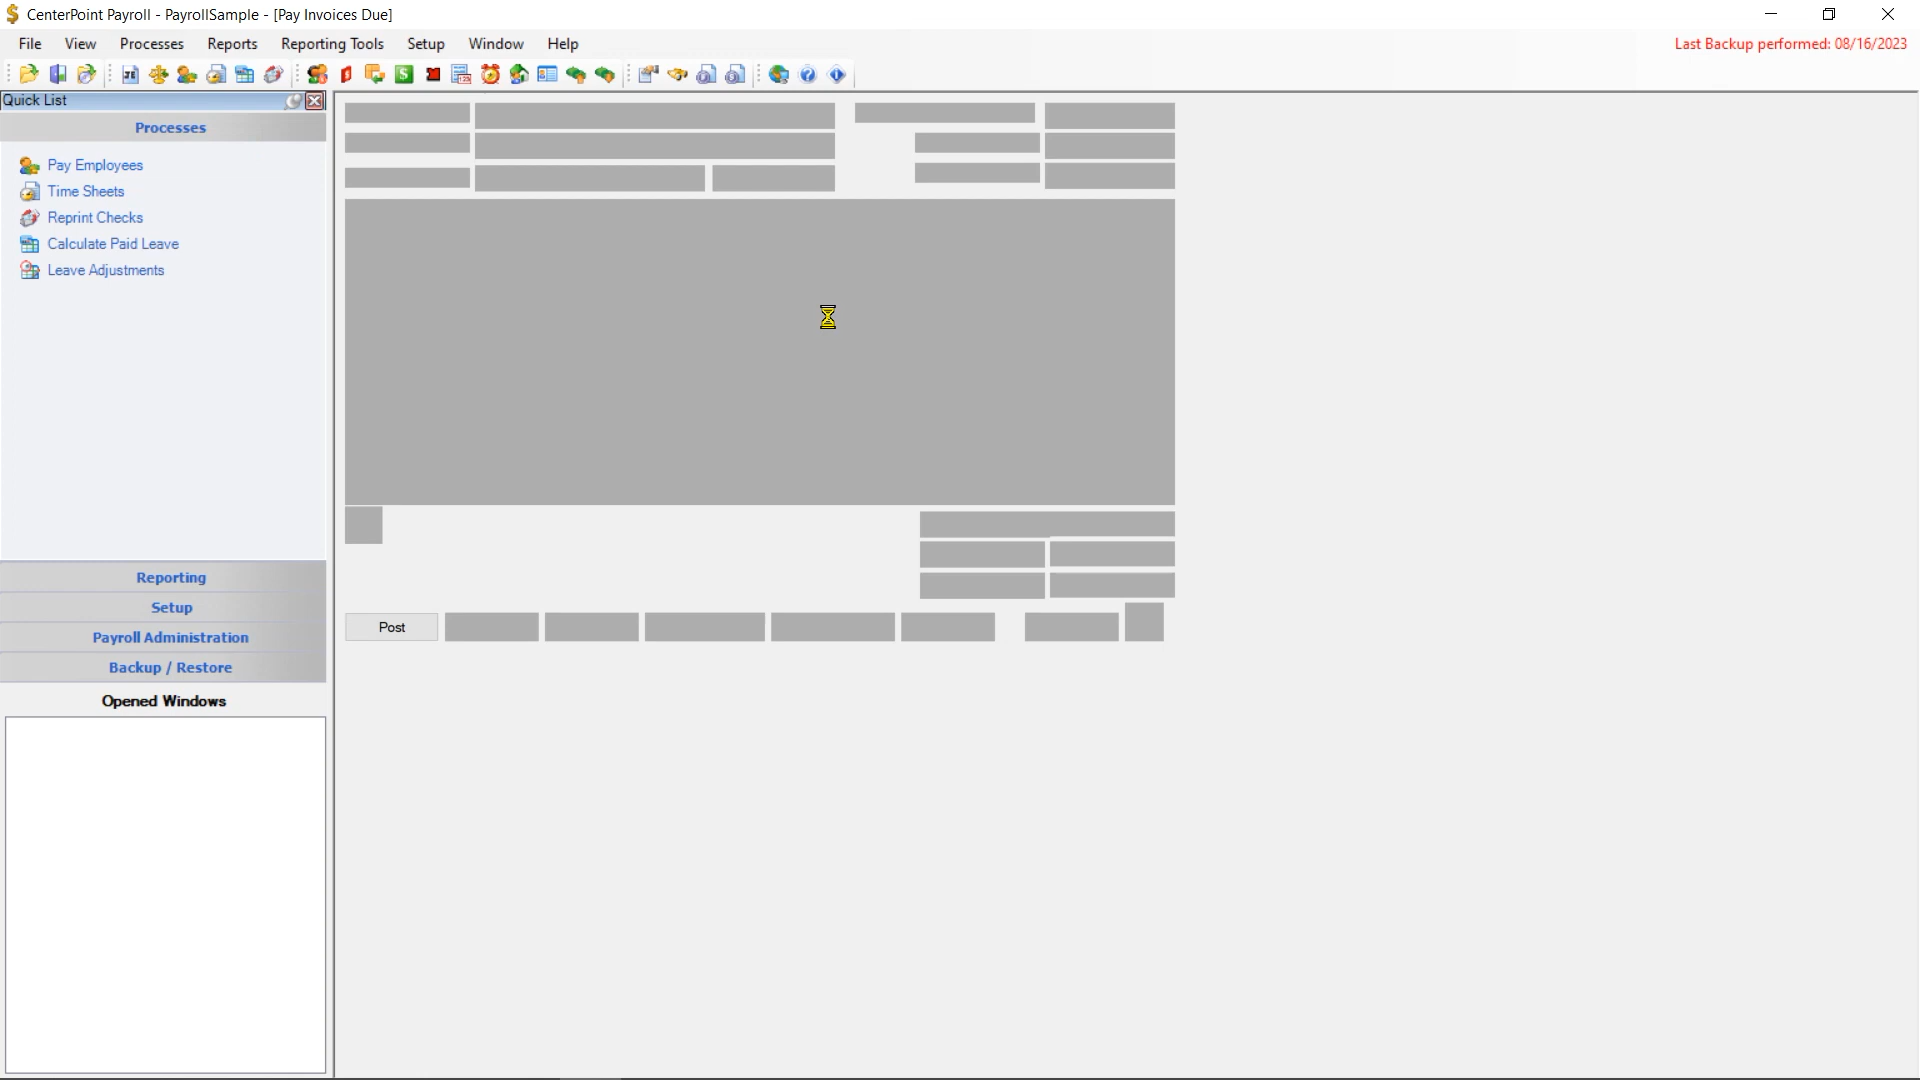 CenterPoint Payroll - PayrollSample - [Pay Invoices Due]
File View Processes Reports Reporting Tools Setup Window Help
Last Backup performed: 08/16/2023
Quick List
Processes
Pay Employees
Time Sheets
Reprint Checks
Calculate Paid Leave
Leave Adjustments
Reporting
Setup
Payroll Administration
Backup / Restore
Opened Windows
Post